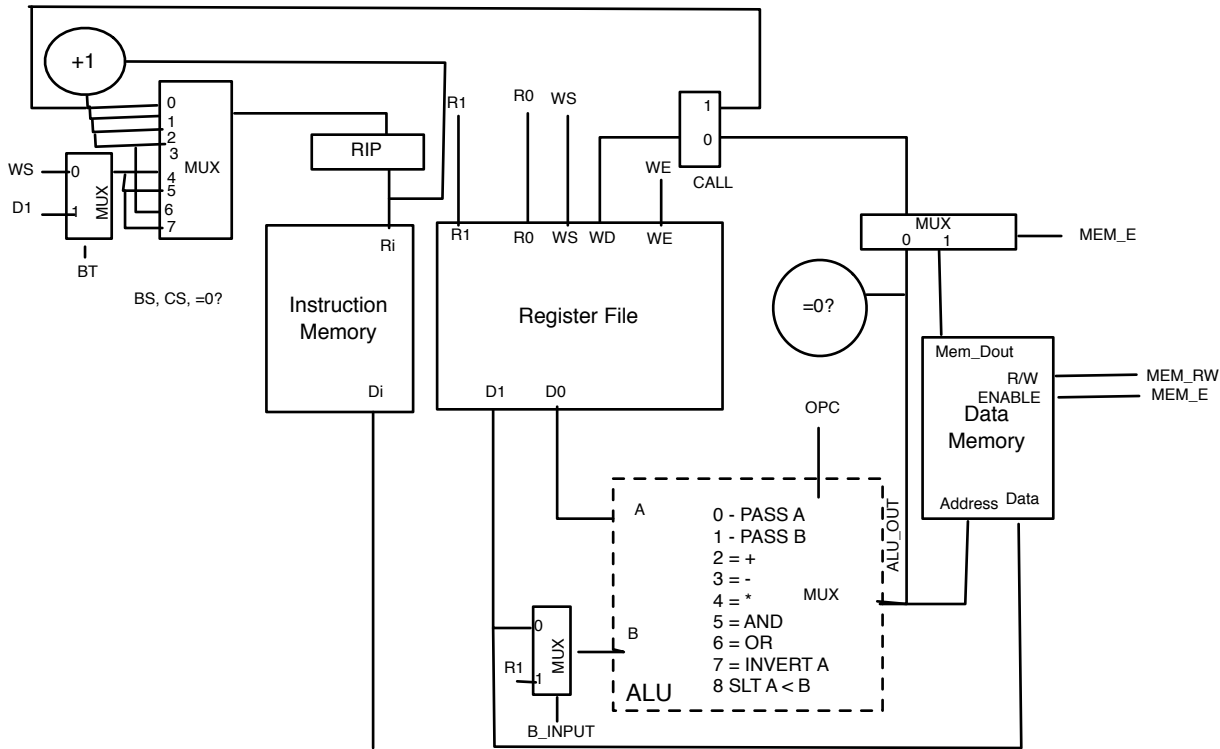 +1
0
1
2
3
4
5
6
7
MUX
WS
D1
0
1
MUX
BT
BS, CS, =0?
RIP
Ri
Instruction
Memory
Di
R1
R0
WS
WE
R1
R0
WS
WD
WE
Register File
D1
D0
1
0
CALL
MUX
0
1
MEM_E
=0?
Mem_Dout
R/W
ENABLE
Data
Memory
Address
Data
MEM_RW
MEM_E
OPC
ALU_OUT
A
B
0 - PASS A
1 - PASS B
2 = +
3 = -
4 = *
5 = AND
6 = OR
7 = INVERT A
8 SLT A < B
MUX
ALU
0
R1
1
MUX
B_INPUT